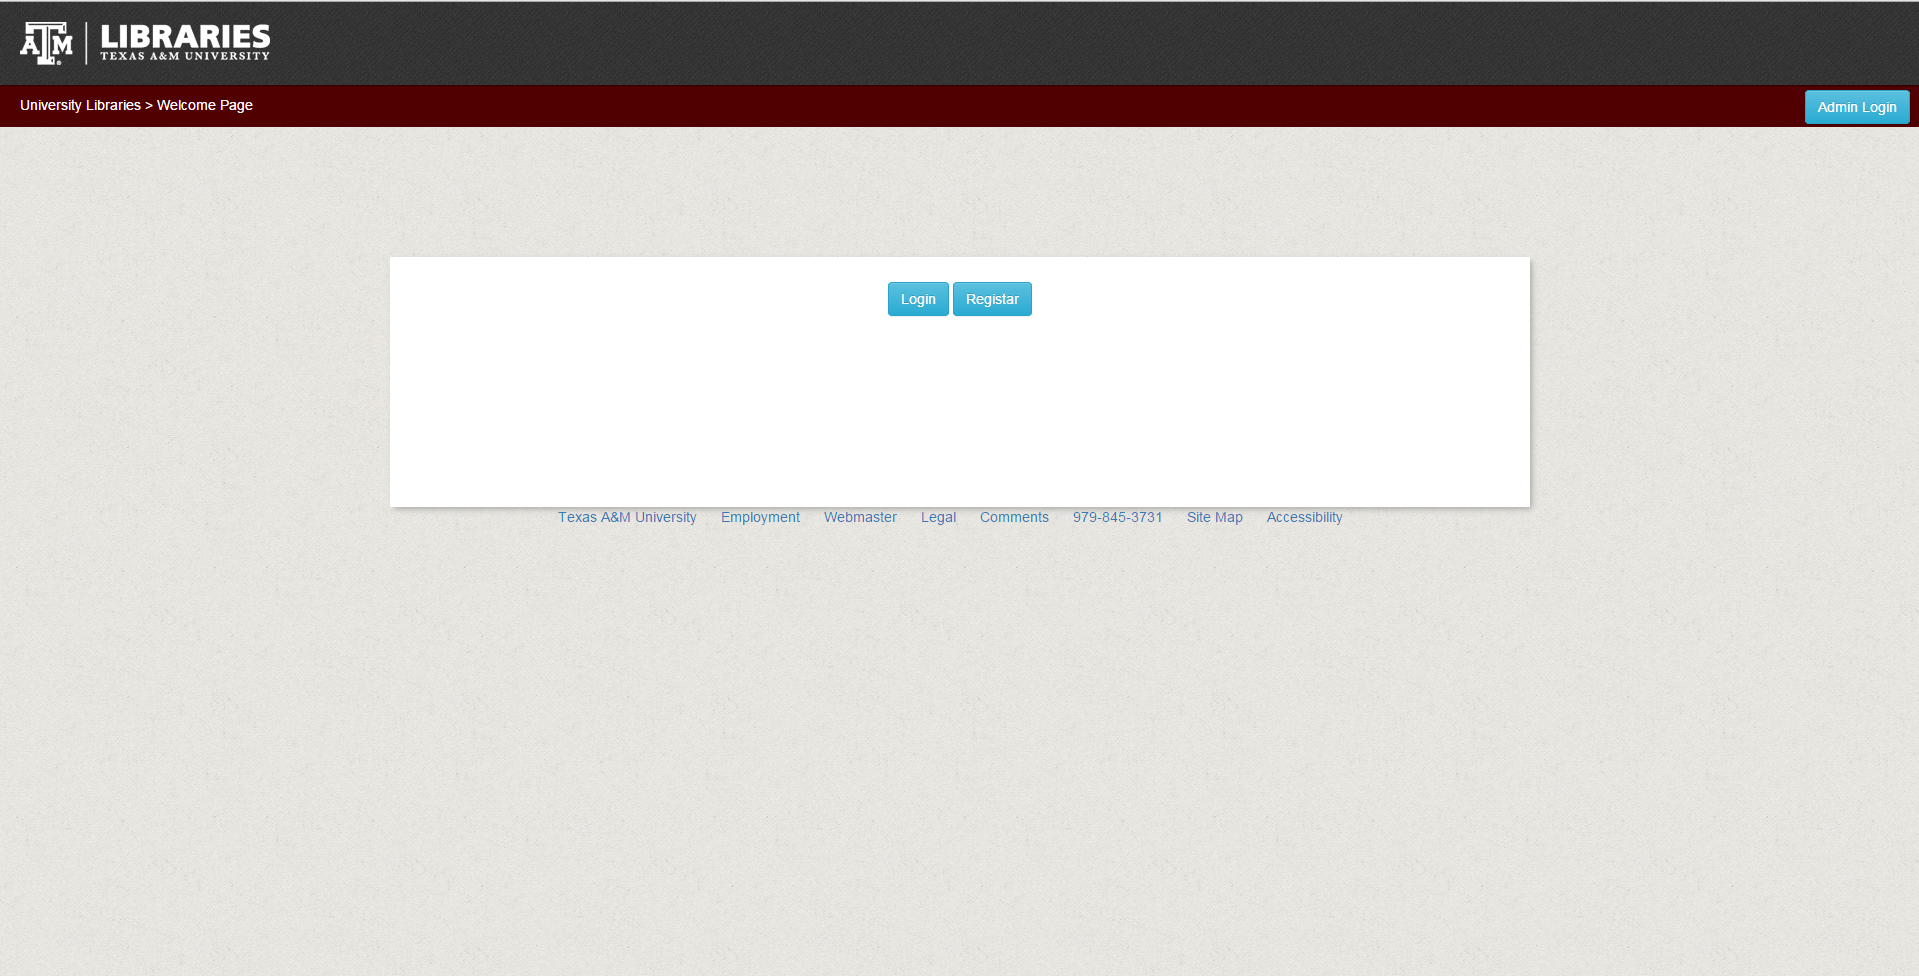 ATM LIBRARIES
TEXAS A&M UNIVERSITY
University Libraries > Welcome Page
Admin Login
Login Registar
Texas A&M University Employment Webmaster Legal Comments 979-845-3731 Site Map Accessibility